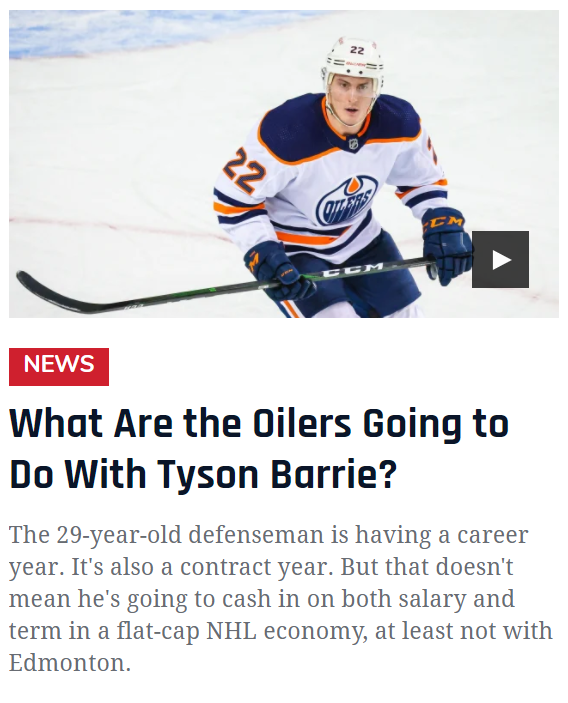 22
22
OILERS
CCM
CCM
NEWS
What Are the Oilers Going to
Do With Tyson Barrie?
The 29-year-old defenseman is having a career
year. It's also a contract year. But that doesn't
mean he's going to cash in on both salary and
term in a flat-cap NHL economy, at least not with
Edmonton.